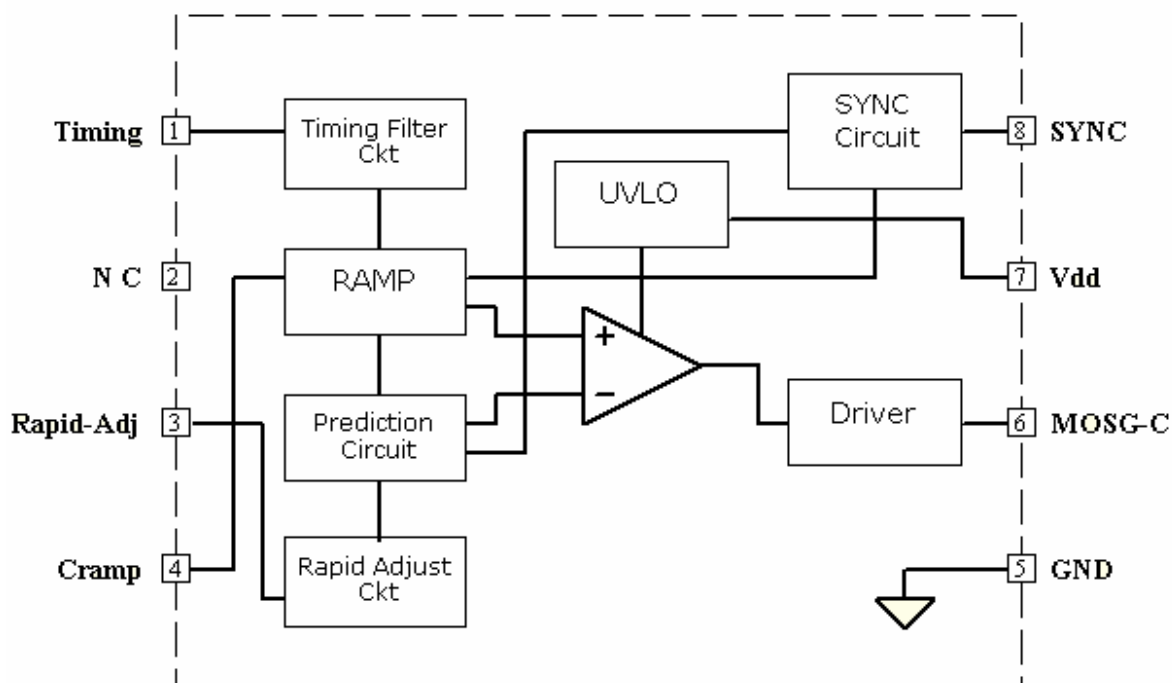 Timing
1
Timing Filter
Ckt
SYNC
Circuit
8
SYNC
UVLO
N C
2
RAMP
7
Vdd
+
−
Rapid-Adj
3
Prediction
Circuit
Driver
6
MOSG-C
Cramp
4
Rapid Adjust
Ckt
5
GND